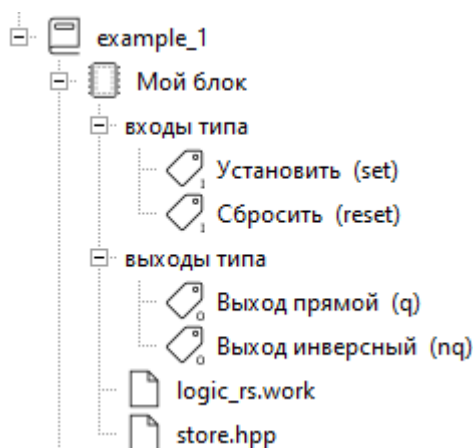 example_1
Мой блок
входы типа
Установить (set)
Сбросить (reset)
выходы типа
Выход прямой (q)
Выход инверсный (nq)
logic_rs.work
store.hpp